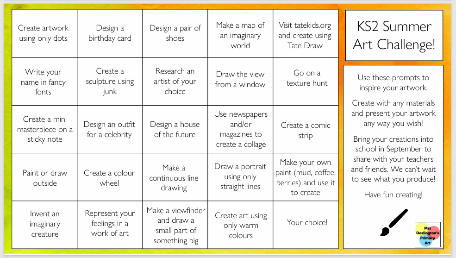 Create artwork
using only dots
Design a
birthday card
Design a pair of
shoes
Make a map of
an imaginary
world
Visit tatekids.org
and create using
Tate Draw
Write your
name in fancy
fonts
Create a
sculpture using
junk
Research an
artist of your
choice
Draw the view
from a window
Go on a
texture hunt
Create a mini
masterpiece on a
sticky note
Design an outfit
for a celebrity
Design a house
of the future
Use newspapers
and/or
magazines to
create a collage
Create a comic
strip
Paint or draw
outside
Create a colour
wheel
Make a
continuous line
drawing
Draw a portrait
using only
straight lines
Make your own
paint (mud, coffee,
berries) and use it
to create
Invent an
imaginary
creature
Represent your
feelings in a
work of art
Make a viewfinder
and draw a
small part of
something big
Create art using
only warm
colours
Your choice!
KS2 Summer
Art Challenge!
Use these prompts to
inspire your artwork.
Create with any materials
and present your artwork
any way you wish!
Bring your creations into
school in September to
share with your teachers
and friends. We can't wait
to see what you produce!
Have fun creating!
Mrs
Darlington's
Primary
Art